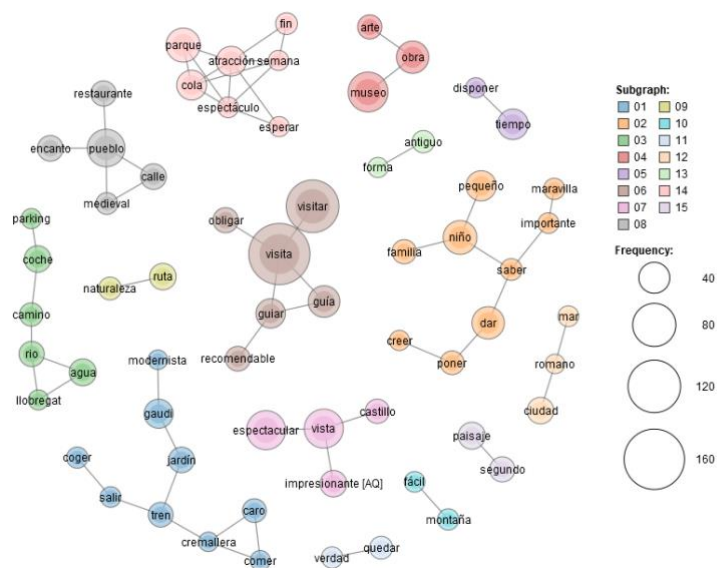 fin
parque
atracción
semana
cola
espectáculo
esperar
arte
obra
museo
disponer
tiempo
antiguo
forma
restaurante
encanto
pueblo
calle
medieval
parking
coche
camino
rio
agua
llobregat
naturaleza
ruta
obligar
visitar
visita
guiar
guía
recomendable
pequeño
maravilla
importante
niño
familia
saber
dar
creer
poner
mar
romano
ciudad
modernista
gaudí
jardín
coger
salir
tren
caro
cremallera
comer
espectacular
vista
castillo
impresionante [AQ]
paisaje
segundo
fácil
montaña
verdad
quedar
Subgraph:
01 09
02 10
03 11
04 12
05 13
06 14
07 15
08
Frequency:
40
80
120
160